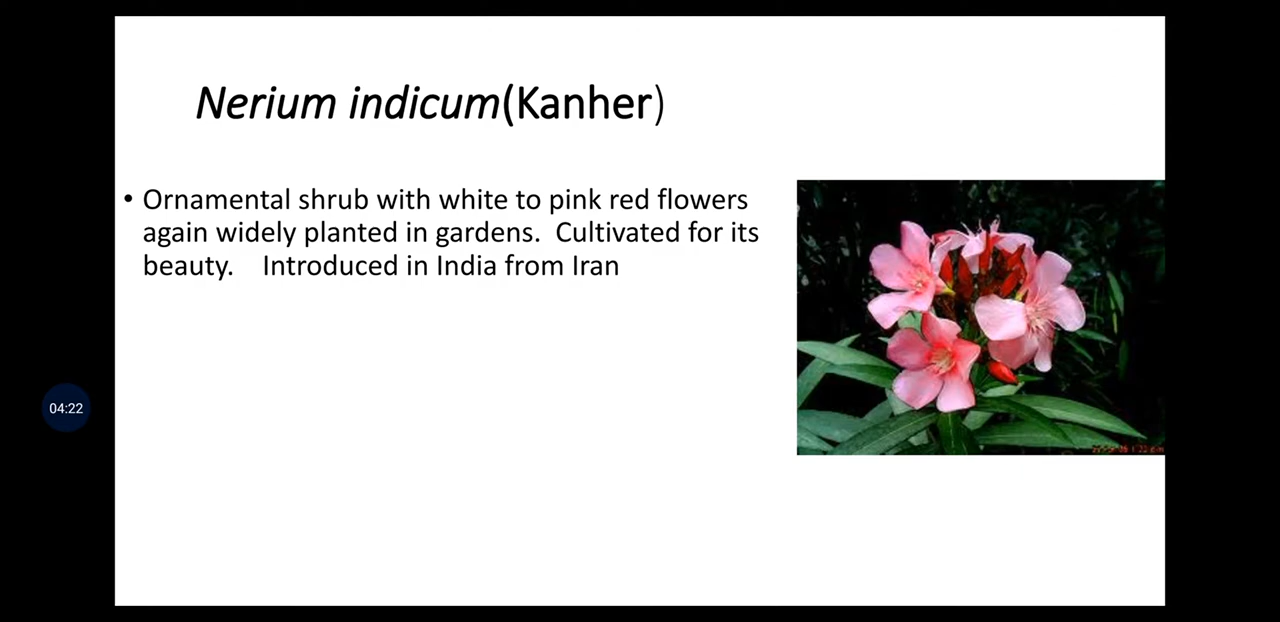 Nerium indicum(Kanher)
• Ornamental shrub with white to pink red flowers
again widely planted in gardens. Cultivated for its
beauty. Introduced in India from Iran
04:22